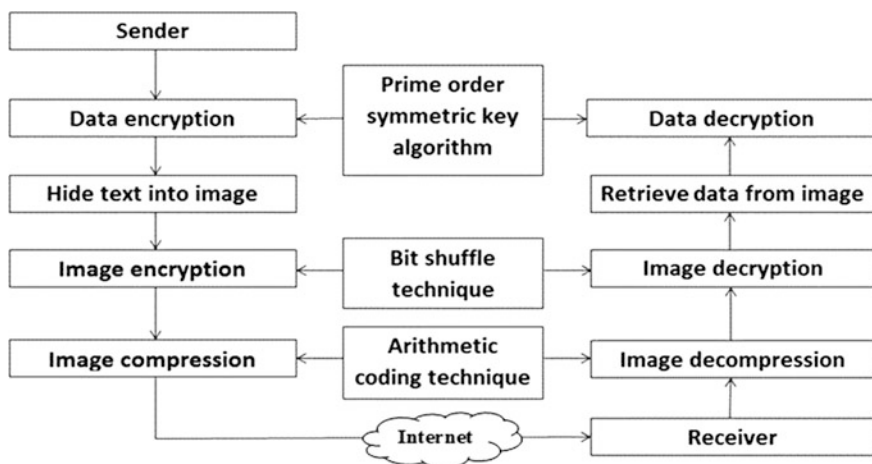 Sender
Data encryption
Hide text into image
Image encryption
Image compression
Prime order
symmetric key
algorithm
Bit shuffle
technique
Arithmetic
coding technique
Internet
Data decryption
Retrieve data from image
Image decryption
Image decompression
Receiver